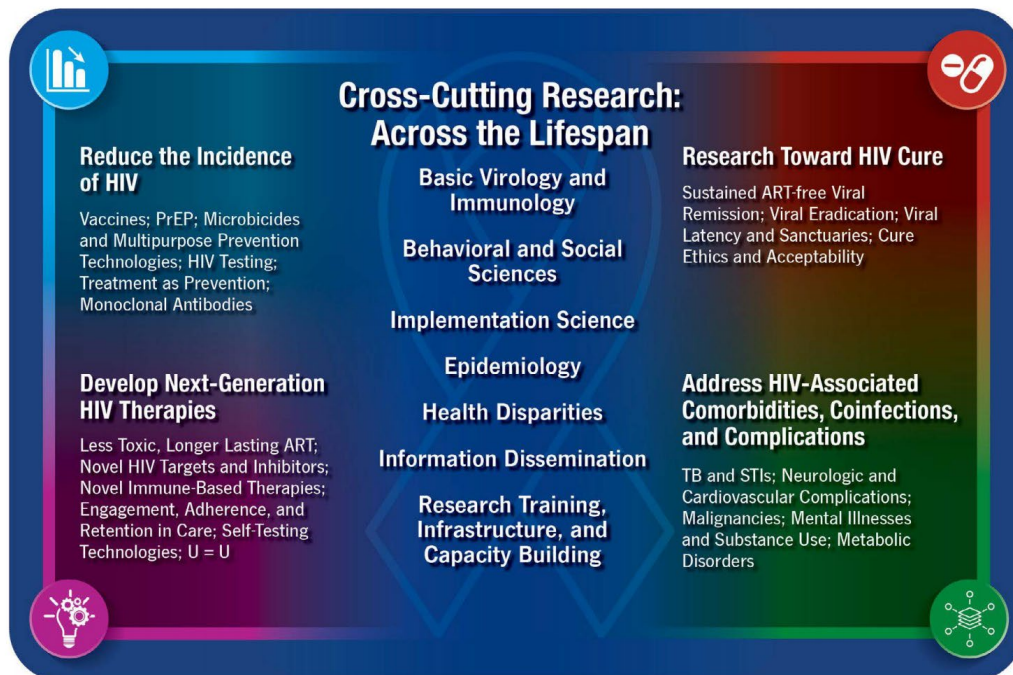 Cross-Cutting Research:
Across the Lifespan
Reduce the Incidence
of HIV
Vaccines; PrEP; Microbicides
and Multipurpose Prevention
Technologies; HIV Testing;
Treatment as Prevention;
Monoclonal Antibodies
Develop Next-Generation
HIV Therapies
Less Toxic, Longer Lasting ART;
Novel HIV Targets and Inhibitors;
Novel Immune-Based Therapies;
Engagement, Adherence, and
Retention in Care; Self-Testing
Technologies; U = U
Basic Virology and
Immunology
Behavioral and Social
Sciences
Implementation Science
Epidemiology
Health Disparities
Information Dissemination
Research Training,
Infrastructure, and
Capacity Building
Research Toward HIV Cure
Sustained ART-free Viral
Remission; Viral Eradication; Viral
Latency and Sanctuaries; Cure
Ethics and Acceptability
Address HIV-Associated
Comorbidities, Coinfections,
and Complications
TB and STIs; Neurologic and
Cardiovascular Complications;
Malignancies; Mental Illnesses
and Substance Use; Metabolic
Disorders